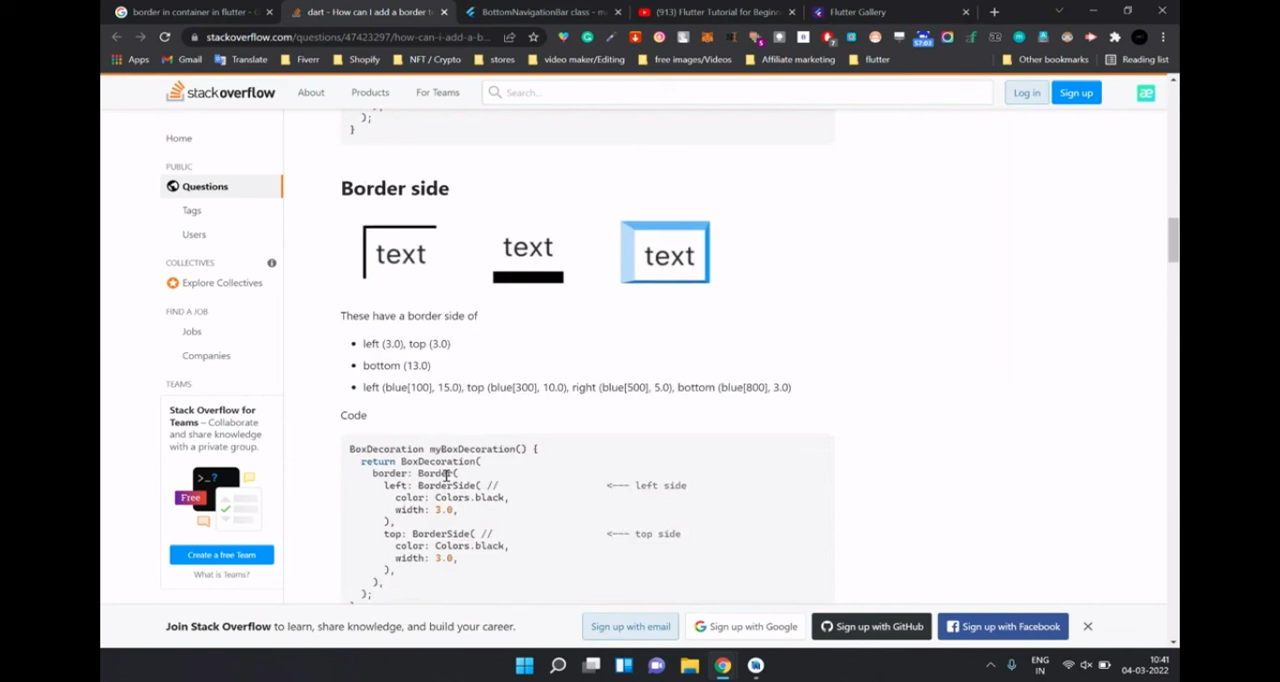 border in container in flutter - G
dart - How can I add a border t
BottomNavigationBar class - m
(913) Flutter Tutorial for Beginn
Flutter Gallery
stackoverflow.com/questions/47423297/how-can-i-add-a-b...
Apps
Gmail
Translate
Fiverr
Shopify
NFT / Crypto
stores
video maker/Editing
free images/Videos
Affiliate marketing
flutter
Other bookmarks
Reading list
stackoverflow
About
Products
For Teams
Search...
Log in
Sign up
æ
Home
PUBLIC
Questions
Tags
Users
COLLECTIVES
Explore Collectives
FIND A JOB
Jobs
Companies
TEAMS
Stack Overflow for
Teams – Collaborate
and share knowledge
with a private group.
>_?
Free
Create a free Team
What is Teams?
);
}
Border side
text
text
text
These have a border side of
• left (3.0), top (3.0)
• bottom (13.0)
• left (blue[100], 15.0), top (blue[300], 10.0), right (blue[500], 5.0), bottom (blue[800], 3.0)
Code
BoxDecoration myBoxDecoration() {
return BoxDecoration(
border: Border(
left: BorderSide( // <--- left side
color: Colors.black,
width: 3.0,
),
top: BorderSide( // <--- top side
color: Colors.black,
width: 3.0,
),
),
);
Join Stack Overflow to learn, share knowledge, and build your career.
Sign up with email
Sign up with Google
Sign up with GitHub
Sign up with Facebook
ENG
IN
10:41
04-03-2022